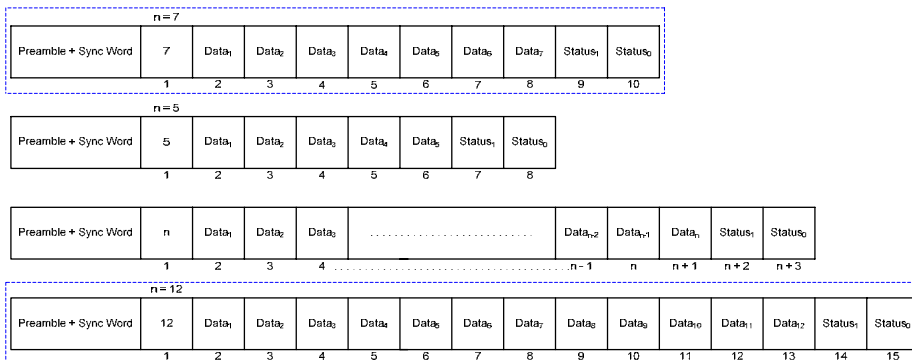 n = 7
Preamble + Sync Word 7 Data₁ Data₂ Data₃ Data₄ Data₅ Data₆ Data₇ Status₁ Status₀
1 2 3 4 5 6 7 8 9 10
n = 5
Preamble + Sync Word 5 Data₁ Data₂ Data₃ Data₄ Data₅ Status₁ Status₀
1 2 3 4 5 6 7 8
Preamble + Sync Word n Data₁ Data₂ Data₃ . . . . . . . . . . . . . . . . . . . . . . . . . . Data₍ₙ₋₂₎ Data₍ₙ₋₁₎ Dataₙ Status₁ Status₀
1 2 3 4 . . . . . . . . . . . . . . . . . . . . . . . . . . . . . . n - 1 n n + 1 n + 2 n + 3
n = 12
Preamble + Sync Word 12 Data₁ Data₂ Data₃ Data₄ Data₅ Data₆ Data₇ Data₈ Data₉ Data₁₀ Data₁₁ Data₁₂ Status₁ Status₀
1 2 3 4 5 6 7 8 9 10 11 12 13 14 15